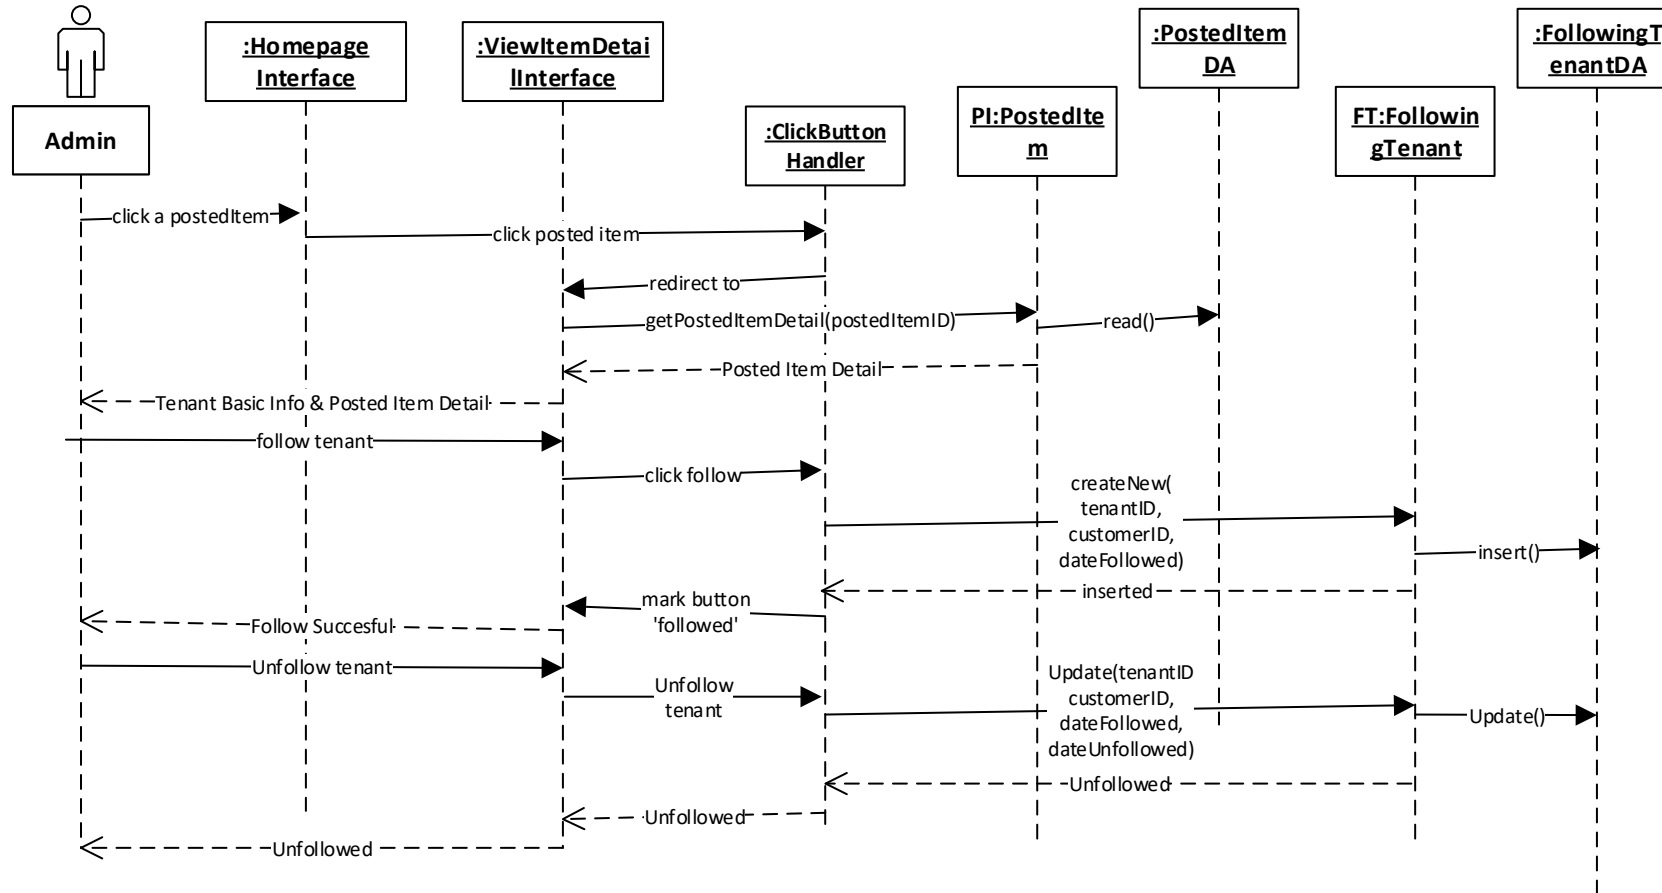 :Homepage
Interface
:ViewItemDetai
lInterface
:PostedItem
DA
:FollowingT
enantDA
Admin
:ClickButton
Handler
PI:PostedIte
m
FT:Followin
gTenant
click a postedItem
click posted item
redirect to
getPostedItemDetail(postedItemID)
read()
Posted Item Detail
Tenant Basic Info & Posted Item Detail
follow tenant
click follow
createNew(
tenantID,
customerID,
dateFollowed)
insert()
inserted
mark button
'followed'
Follow Succesful
Unfollow tenant
Unfollow
tenant
Update(tenantID
customerID,
dateFollowed,
dateUnfollowed)
Update()
Unfollowed
Unfollowed
Unfollowed